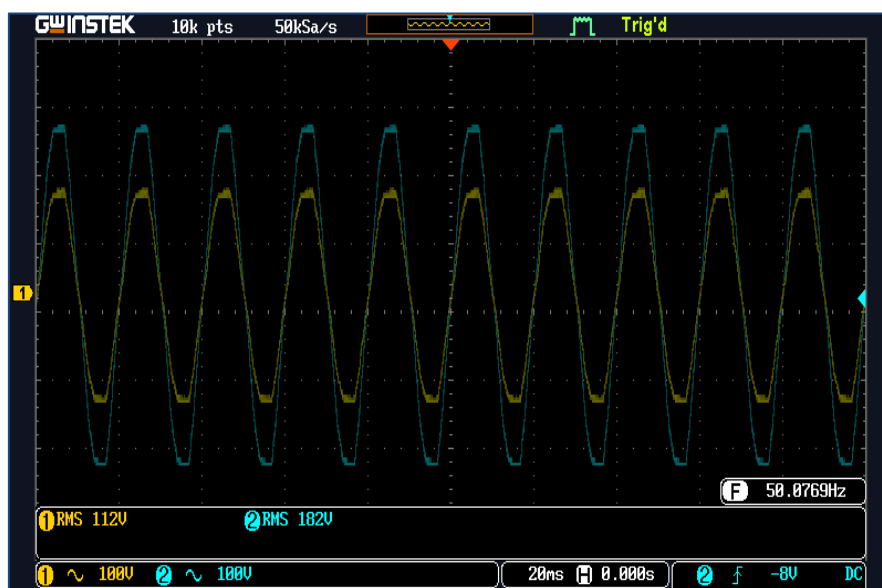 GWINSTEK 10k pts 50kSa/s Trig'd
1
F 50.0769Hz
1 RMS 112V 2 RMS 182V
1 ∿ 100V 2 ∿ 100V 20ms H 0.000s 2 -8V DC